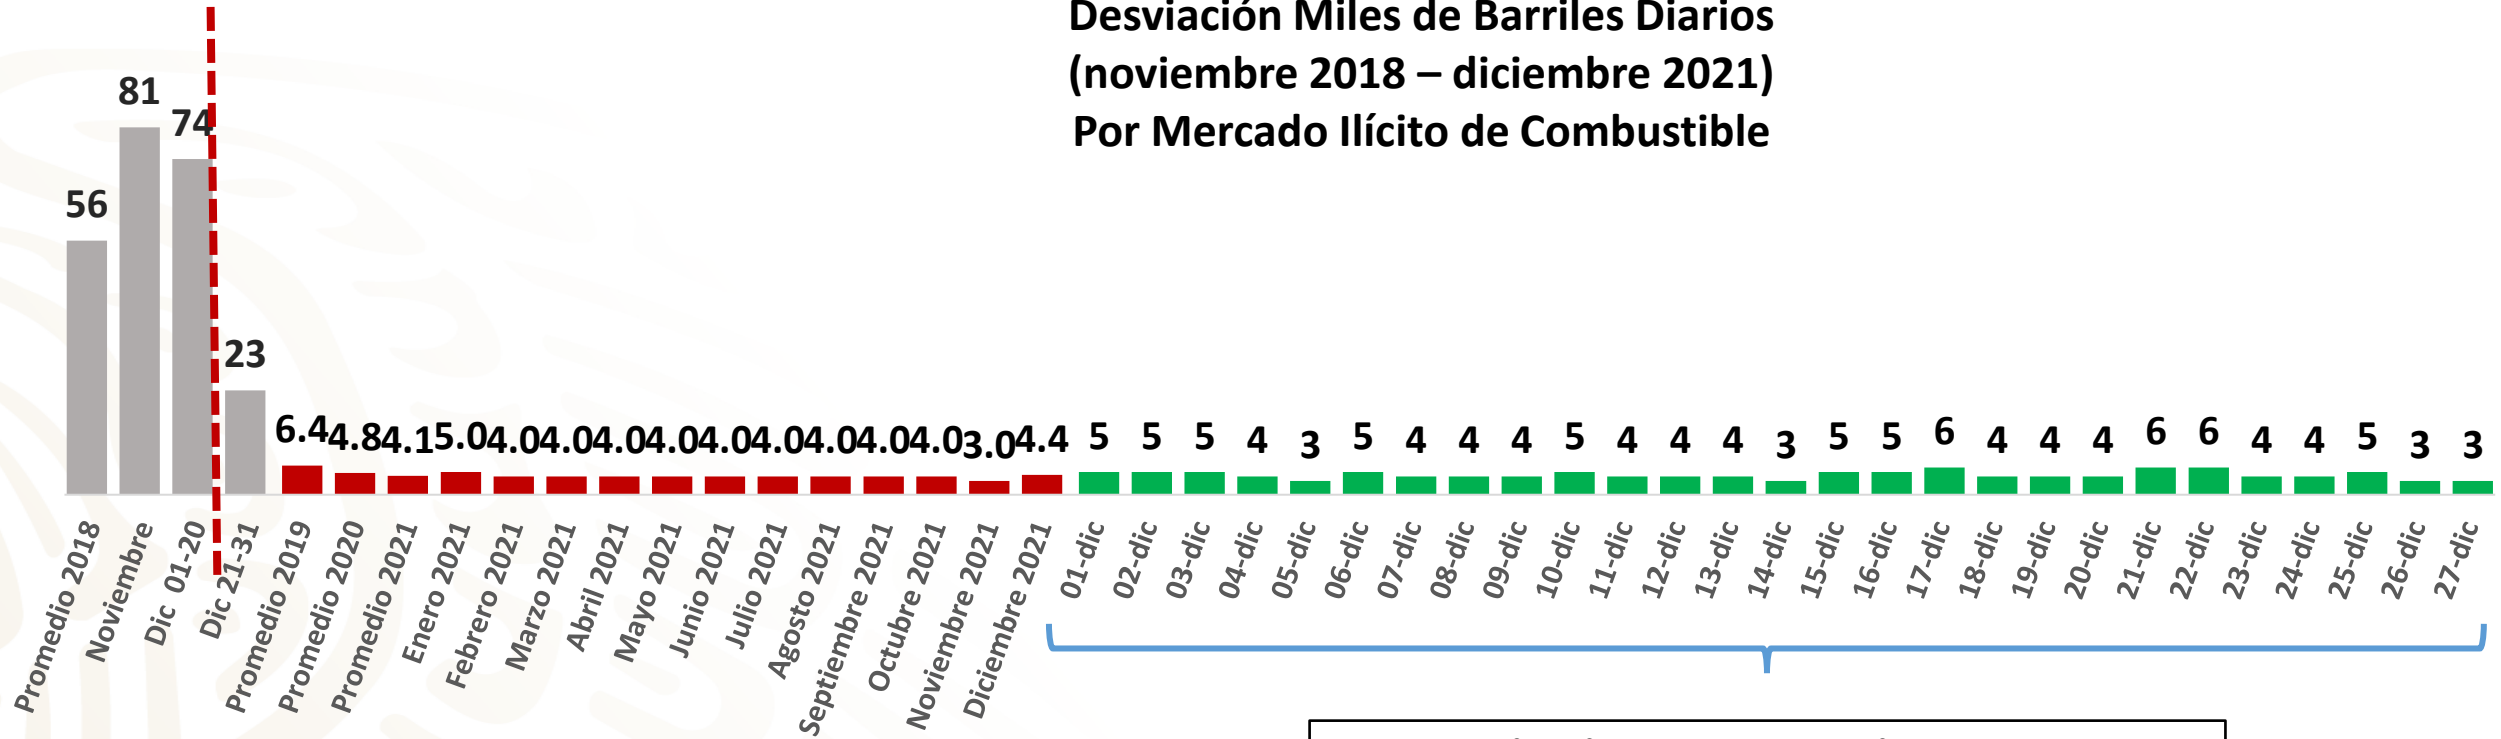 Desviación Miles de Barriles Diarios
(noviembre 2018 – diciembre 2021)
Por Mercado Ilícito de Combustible
56
81
74
23
6.4
4.8
4.1
5.0
4.0
4.0
4.0
4.0
4.0
4.0
4.0
4.0
4.0
3.0
4.4
5
5
5
4
3
5
4
4
4
5
4
4
4
3
5
5
6
4
4
4
6
6
4
4
5
3
3
Promedio 2018
Noviembre
Dic 01-20
Dic 21-31
Promedio 2019
Promedio 2020
Promedio 2021
Enero 2021
Febrero 2021
Marzo 2021
Abril 2021
Mayo 2021
Junio 2021
Julio 2021
Agosto 2021
Septiembre 2021
Octubre 2021
Noviembre 2021
Diciembre 2021
01-dic
02-dic
03-dic
04-dic
05-dic
06-dic
07-dic
08-dic
09-dic
10-dic
11-dic
12-dic
13-dic
14-dic
15-dic
16-dic
17-dic
18-dic
19-dic
20-dic
21-dic
22-dic
23-dic
24-dic
25-dic
26-dic
27-dic